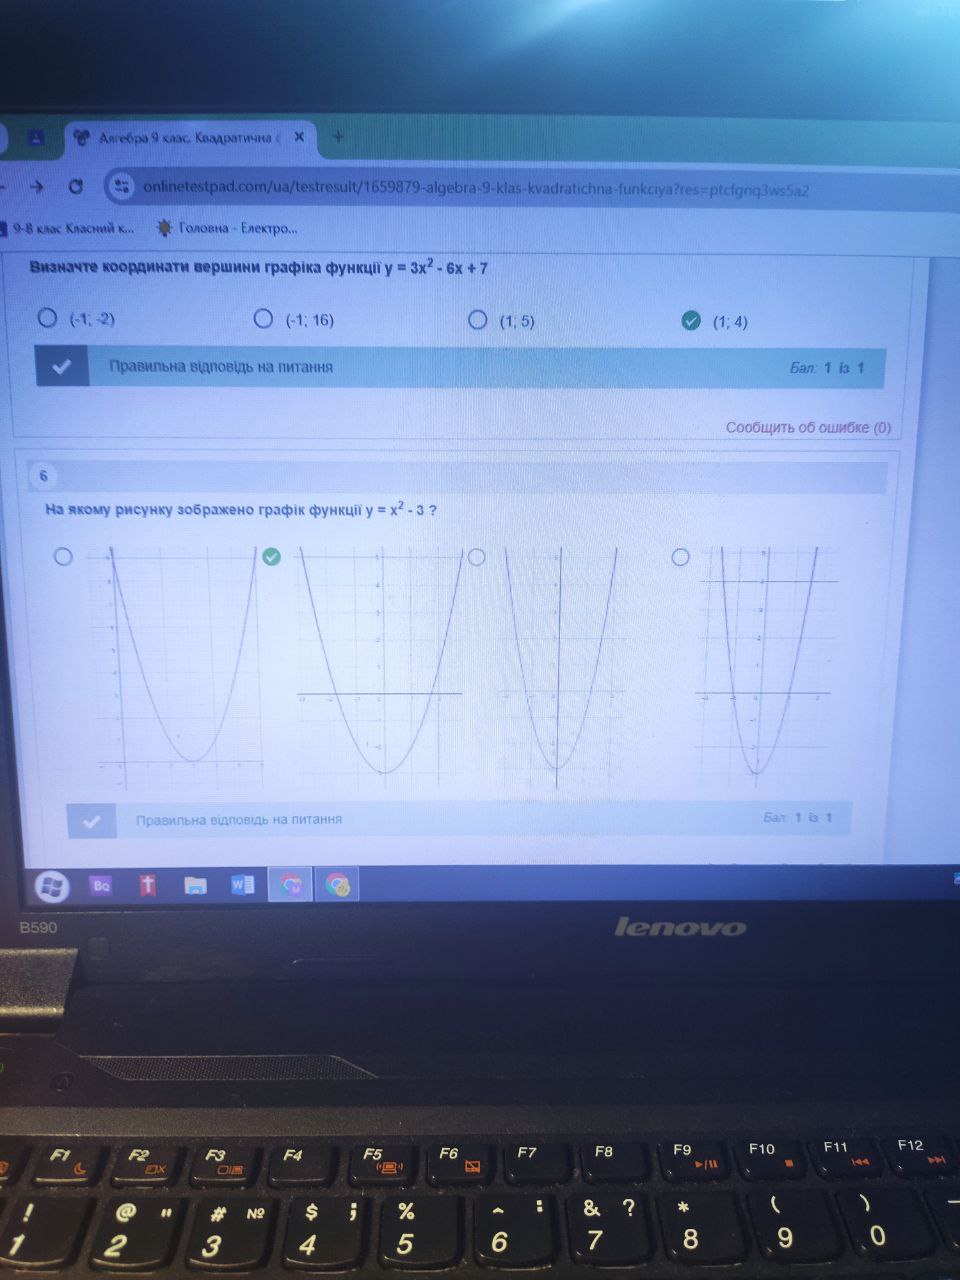 Алгебра 9 клас. Квадратична
onlinetestpad.com/ua/testresult/1659879-algebra-9-klas-kvadratichna-funkciya?res=ptcfgnq3ws5a2
9-В клас Класний к...
Головна - Електро...
Визначте координати вершини графіка функції y = 3x² - 6x + 7
(-1; -2)
(-1; 16)
(1; 5)
(1; 4)
Правильна відповідь на питання
Бал: 1 із 1
Сообщить об ошибке (0)
6
На якому рисунку зображено графік функції y = x² - 3 ?
Правильна відповідь на питання
Бал: 1 із 1
Bq
W
B590
lenovo
F1 F2 F3 F4 F5 F6 F7 F8 F9 F10 F11 F12
! @ " # № $ ; % ^ : & ? * ( )
1 2 3 4 5 6 7 8 9 0